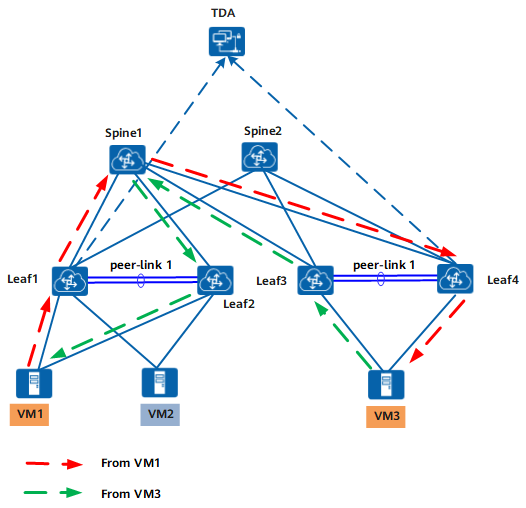 TDA
Spine1
Spine2
peer-link 1
peer-link 1
Leaf1
Leaf3
Leaf4
Leaf2
VM1
VM2
VM3
From VM1
From VM3